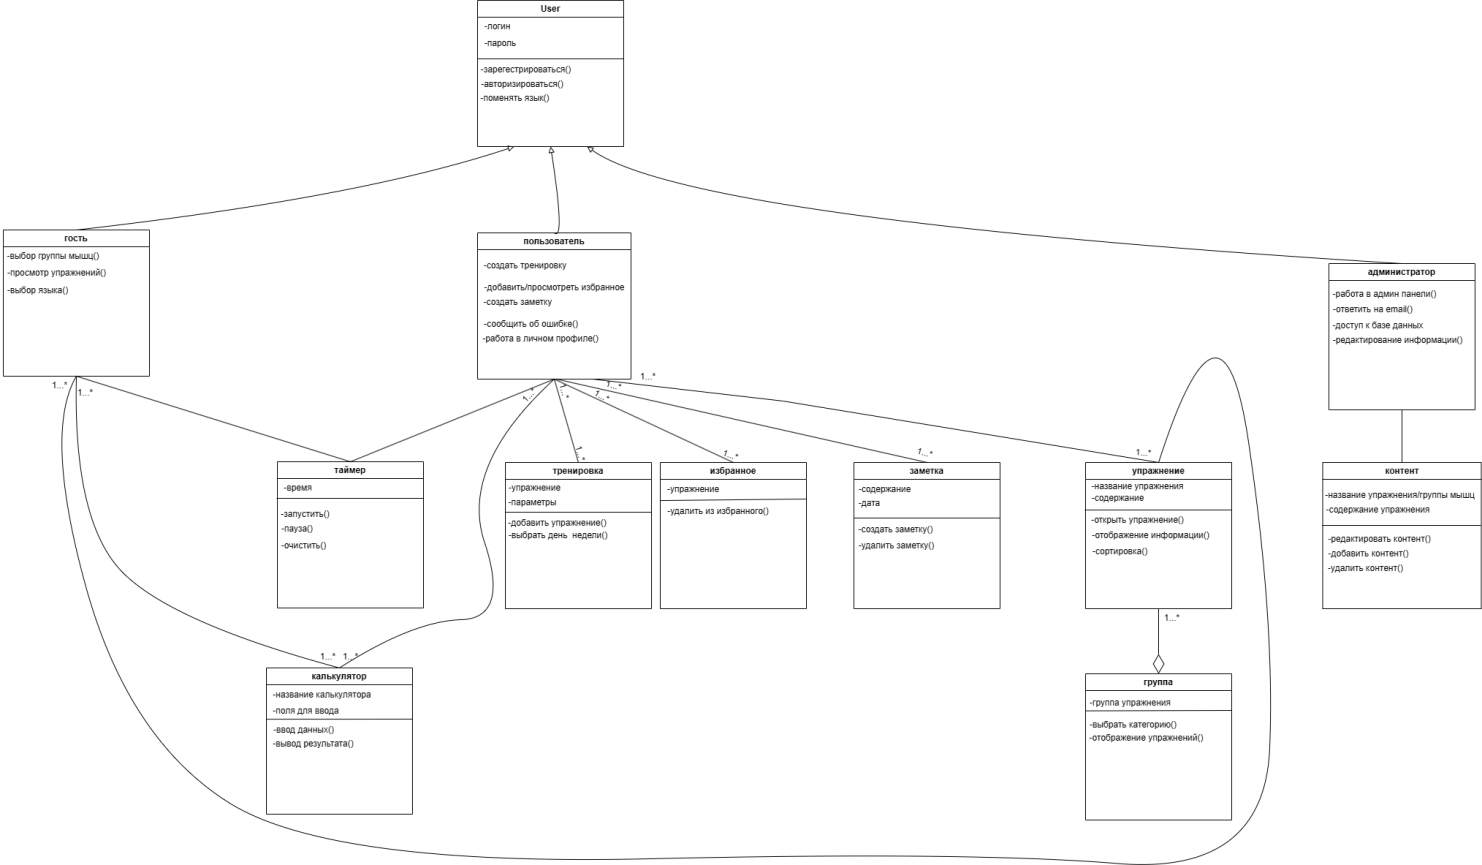 User
-логин
-пароль
-зарегестрироваться()
-авторизироваться()
-поменять язык()
гость
-выбор группы мышц()
-просмотр упражнений()
-выбор языка()
пользователь
-создать тренировку
-добавить/просмотреть избранное
-создать заметку
-сообщить об ошибке()
-работа в личном профиле()
администратор
-работа в админ панели()
-ответить на email()
-доступ к базе данных
-редактирование информации()
1...*
1...*
1...*
1...*
1...*
1...*
1...*
1...*
1...*
1...*
1...*
таймер
-время
-запустить()
-пауза()
-очистить()
тренировка
-упражнение
-параметры
-добавить упражнение()
-выбрать день недели()
избранное
-упражнение
-удалить из избранного()
заметка
-содержание
-дата
-создать заметку()
-удалить заметку()
упражнение
-название упражнения
-содержание
-открыть упражнение()
-отображение информации()
-сортировка()
контент
-название упражнения/группы мышц
-содержание упражнения
-редактировать контент()
-добавить контент()
-удалить контент()
1...*
1...* 1...*
калькулятор
-название калькулятора
-поля для ввода
-ввод данных()
-вывод результата()
группа
-группа упражнения
-выбрать категорию()
-отображение упражнений()